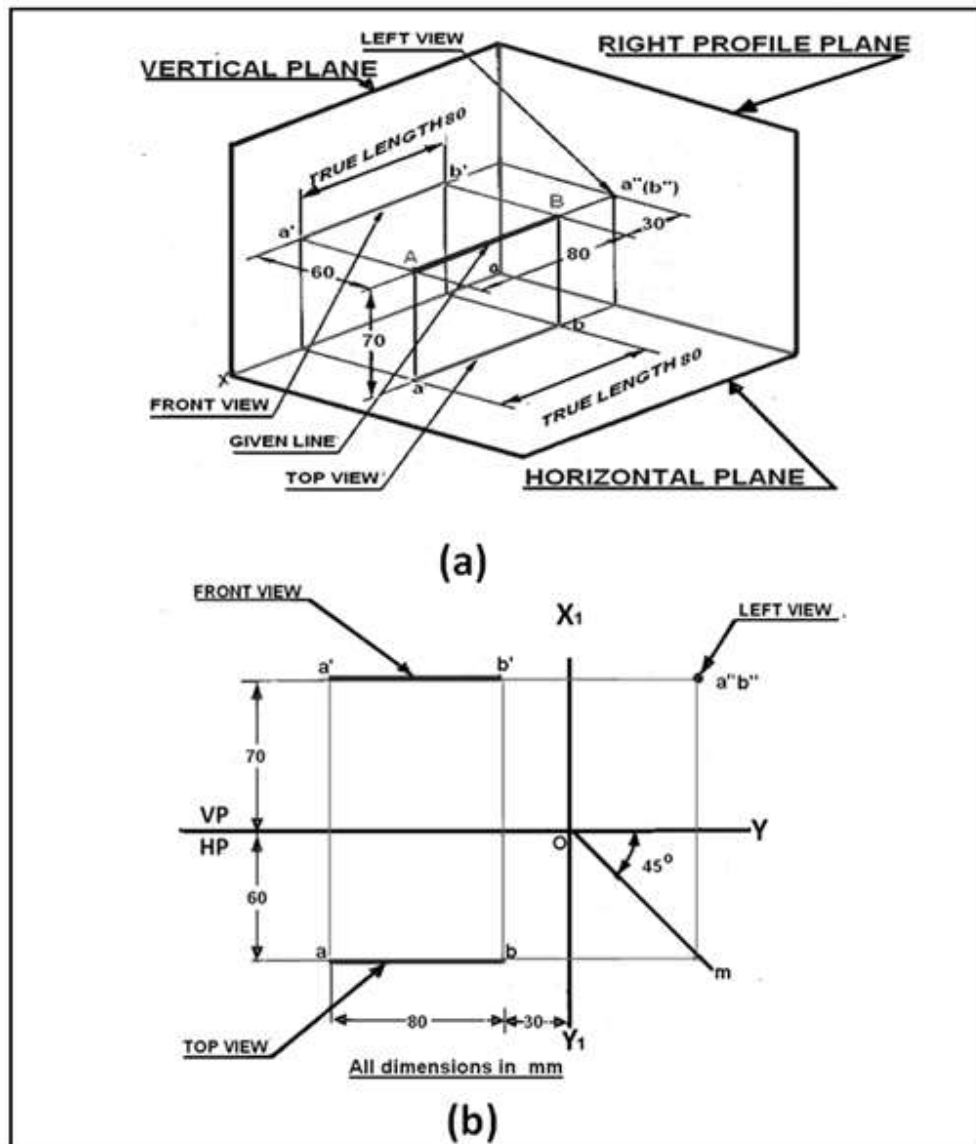 LEFT VIEW
RIGHT PROFILE PLANE
VERTICAL PLANE
TRUE LENGTH 80
b'
a"(b")
a'
B
30
A
60
o
80
70
b
X
a
TRUE LENGTH 80
FRONT VIEW
GIVEN LINE
TOP VIEW
HORIZONTAL PLANE
(a)
FRONT VIEW
X1
LEFT VIEW
a'
b'
a"b"
70
VP
Y
HP
O
45o
60
a
b
m
80
30
TOP VIEW
Y1
All dimensions in mm
(b)